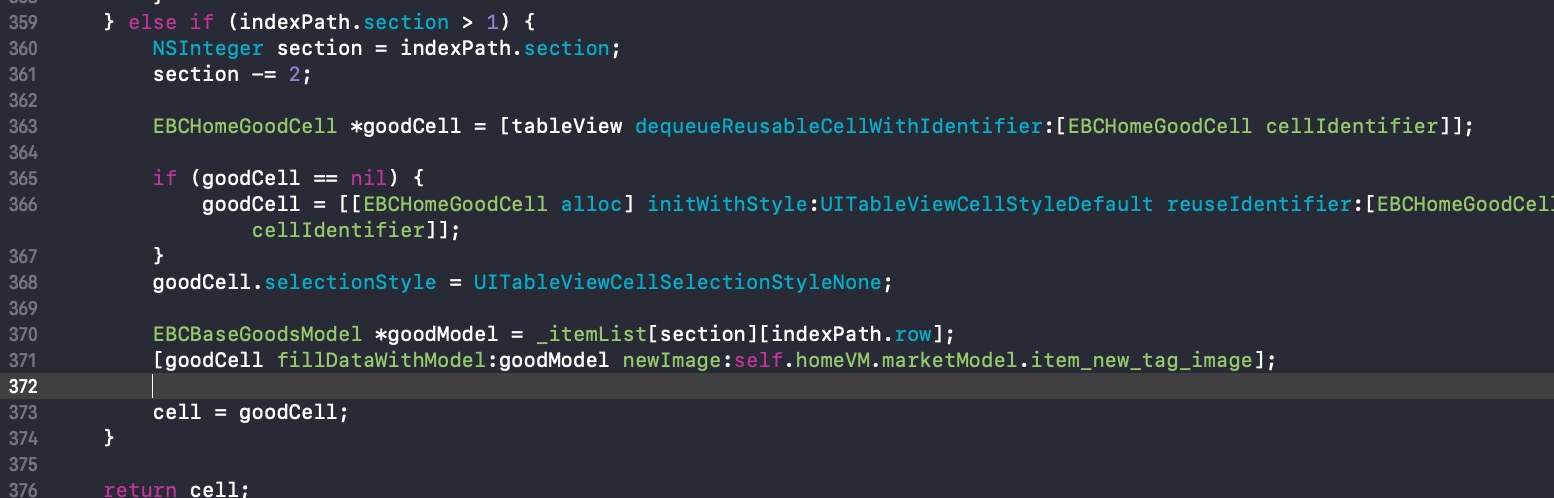 359 } else if (indexPath.section > 1) {
360 NSInteger section = indexPath.section;
361 section -= 2;
362
363 EBCHomeGoodCell *goodCell = [tableView dequeueReusableCellWithIdentifier:[EBCHomeGoodCell cellIdentifier]];
364
365 if (goodCell == nil) {
366 goodCell = [[EBCHomeGoodCell alloc] initWithStyle:UITableViewCellStyleDefault reuseIdentifier:[EBCHomeGoodCell
cellIdentifier]];
367 }
368 goodCell.selectionStyle = UITableViewCellSelectionStyleNone;
369
370 EBCBaseGoodsModel *goodModel = _itemList[section][indexPath.row];
371 [goodCell fillDataWithModel:goodModel newImage:self.homeVM.marketModel.item_new_tag_image];
372
373 cell = goodCell;
374 }
375
376 return cell;